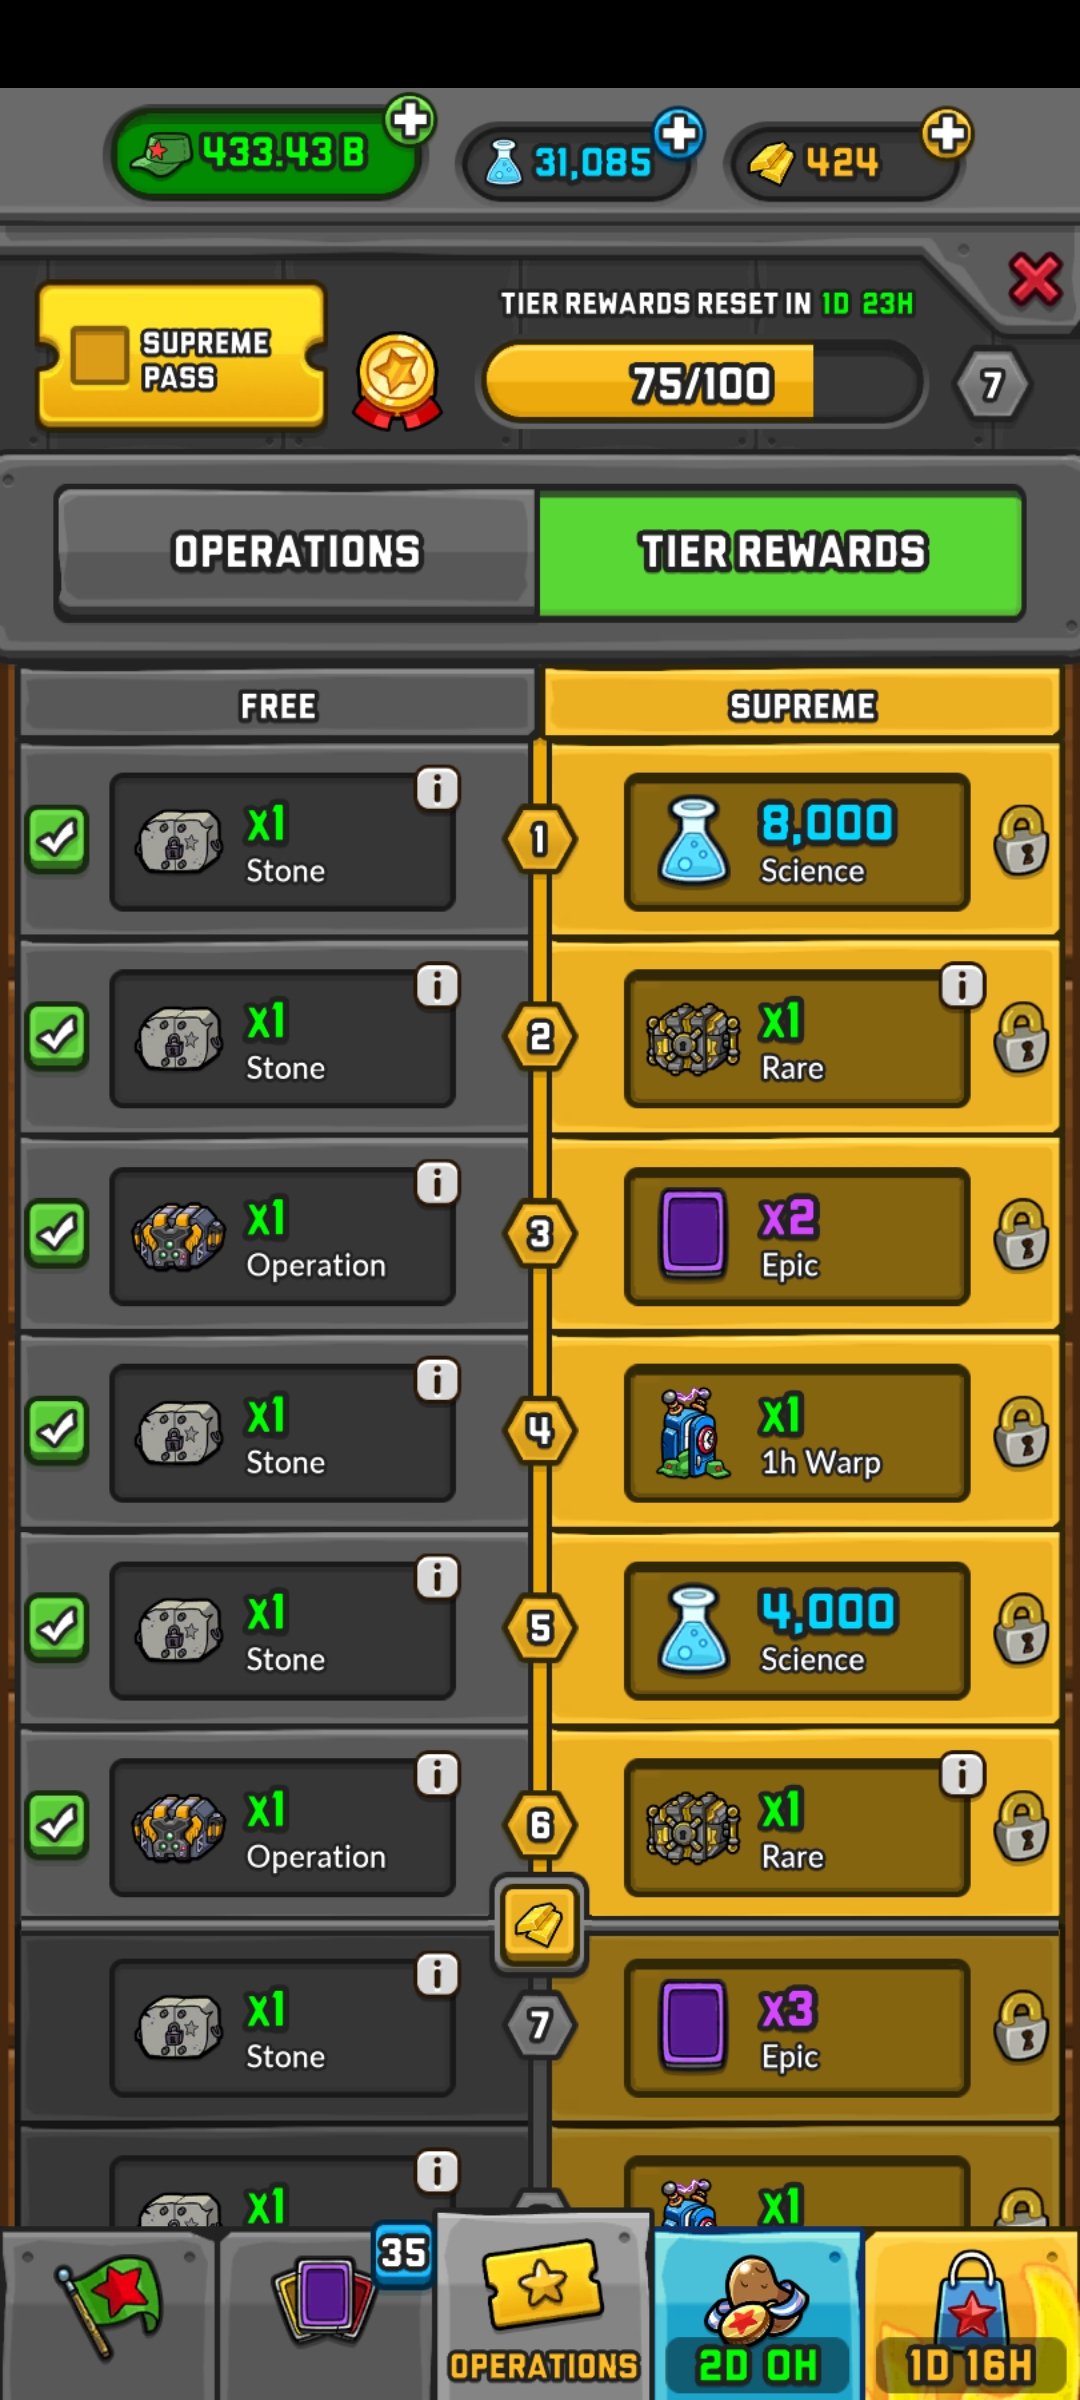 433.43 B
31,085
424
TIER REWARDS RESET IN 1D 23H
SUPREME
PASS
75/100
7
OPERATIONS
TIER REWARDS
FREE
SUPREME
x1
Stone
1
8,000
Science
x1
Stone
2
x1
Rare
x1
Operation
3
x2
Epic
x1
Stone
4
x1
1h Warp
x1
Stone
5
4,000
Science
x1
Operation
6
x1
Rare
x1
Stone
7
x3
Epic
x1
x1
35
OPERATIONS
2D 0H
1D 16H